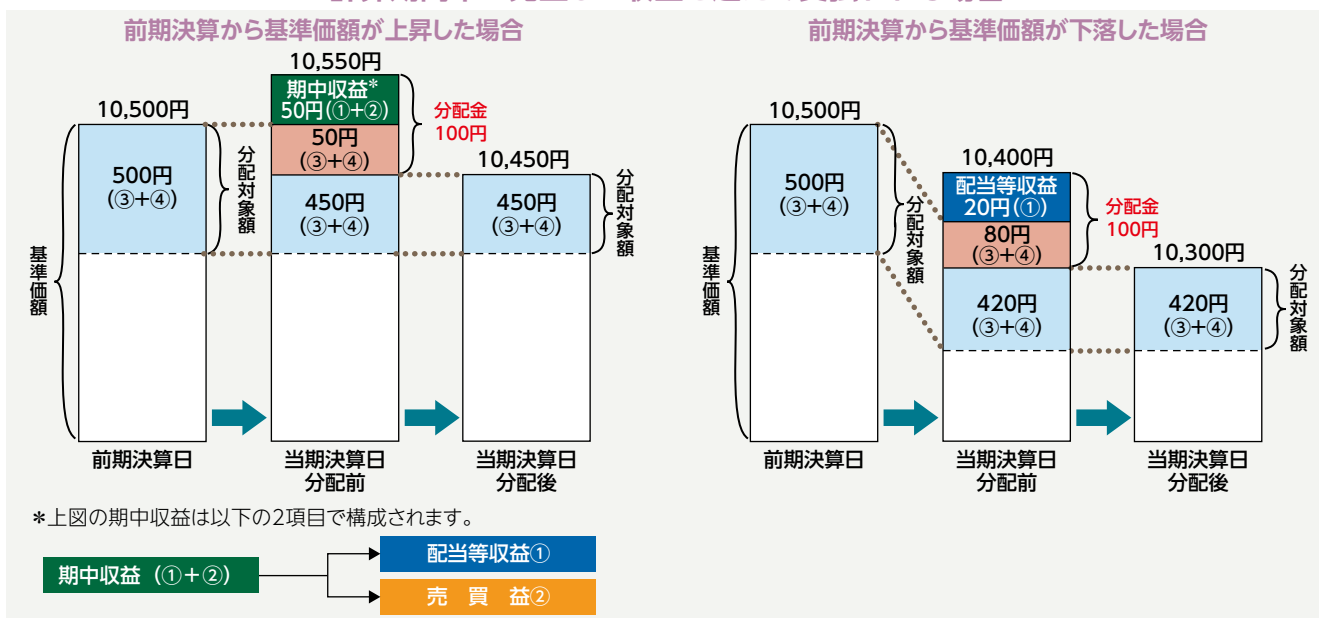 前期決算から基準価額が上昇した場合
10,500円
500円
(③+④)
分配対象額
基準価額
10,550円
期中収益*
50円(①+②)
50円
(③+④)
450円
(③+④)
分配金
100円
10,450円
450円
(③+④)
分配対象額
前期決算日
当期決算日
分配前
当期決算日
分配後
前期決算から基準価額が下落した場合
10,500円
500円
(③+④)
分配対象額
基準価額
10,400円
配当等収益
20円(①)
80円
(③+④)
420円
(③+④)
分配金
100円
10,300円
420円
(③+④)
分配対象額
前期決算日
当期決算日
分配前
当期決算日
分配後
*上図の期中収益は以下の2項目で構成されます。
期中収益 (①+②)
配当等収益①
売 買 益②